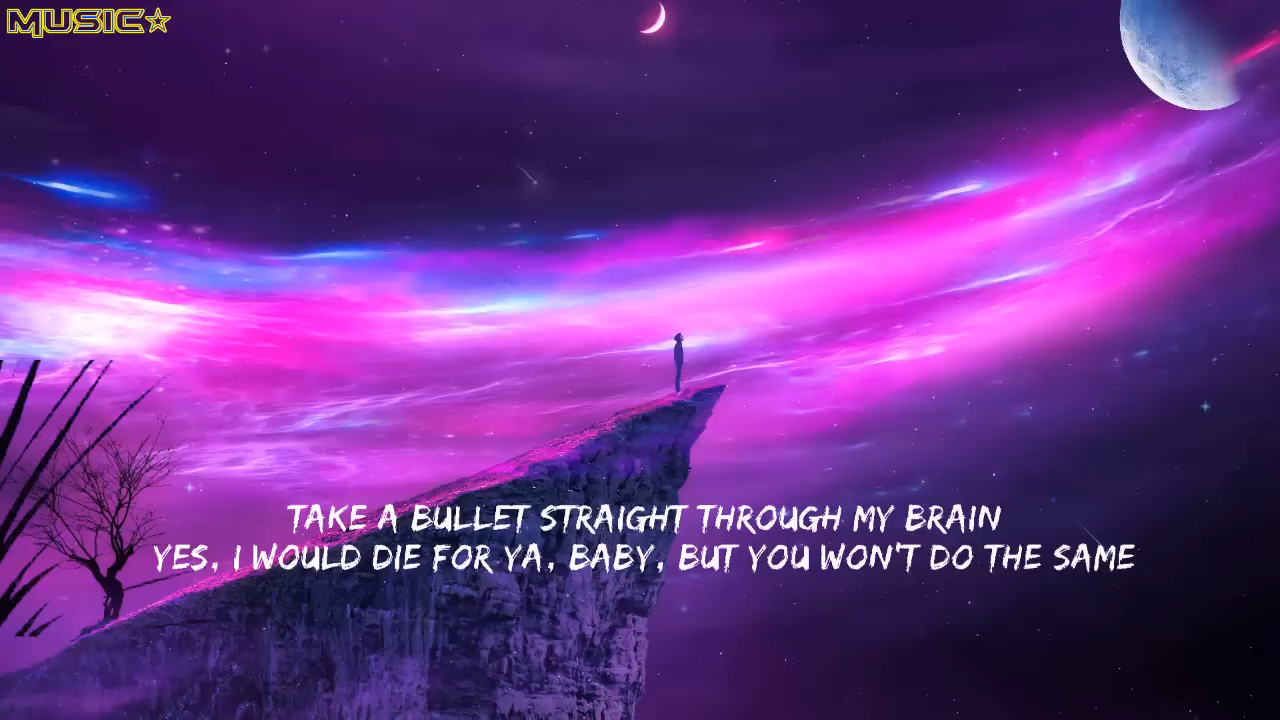 MUSIC☆
TAKE A BULLET STRAIGHT THROUGH MY BRAIN
YES, I WOULD DIE FOR YA, BABY, BUT YOU WON'T DO THE SAME